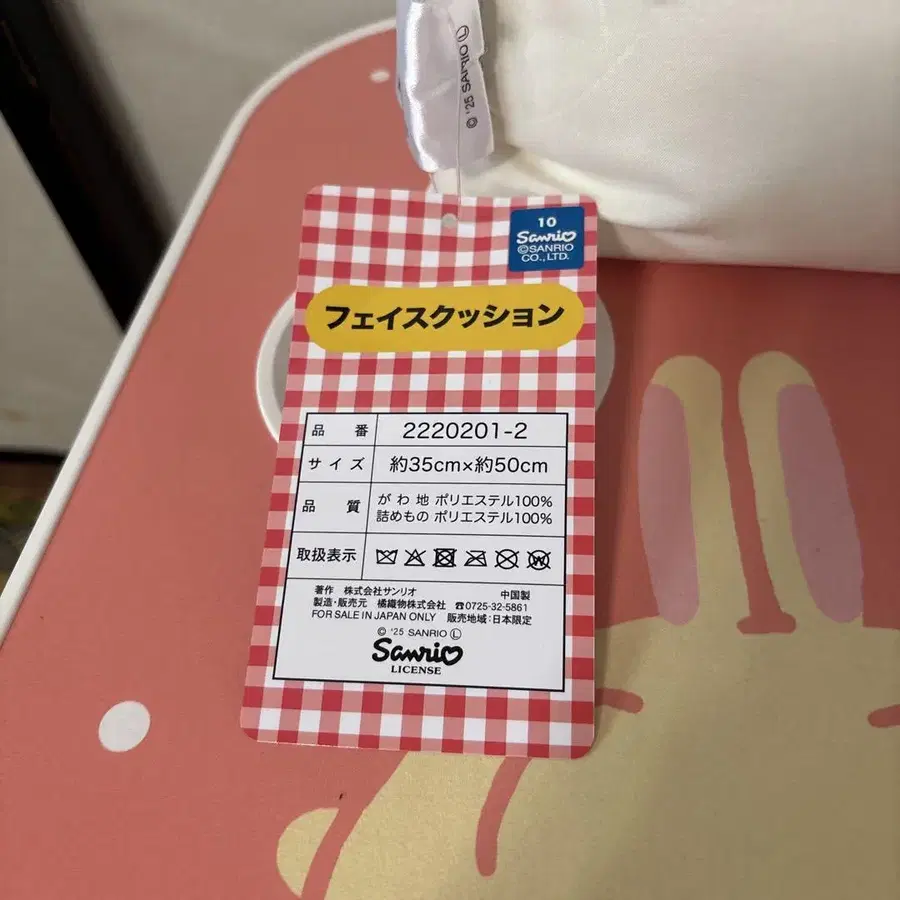 © '25 SANRIO Ⓛ
10
Sanrio
©SANRIO
CO., LTD.
フェイスクッション
品番 2220201-2
サイズ 約35cm×約50cm
品質 がわ地 ポリエステル100%
詰めもの ポリエステル100%
取扱表示
著作 株式会社サンリオ 中国製
製造・販売元 橘織物株式会社 ☎0725-32-5861
FOR SALE IN JAPAN ONLY 販売地域:日本限定
© '25 SANRIO Ⓛ
Sanrio
LICENSE